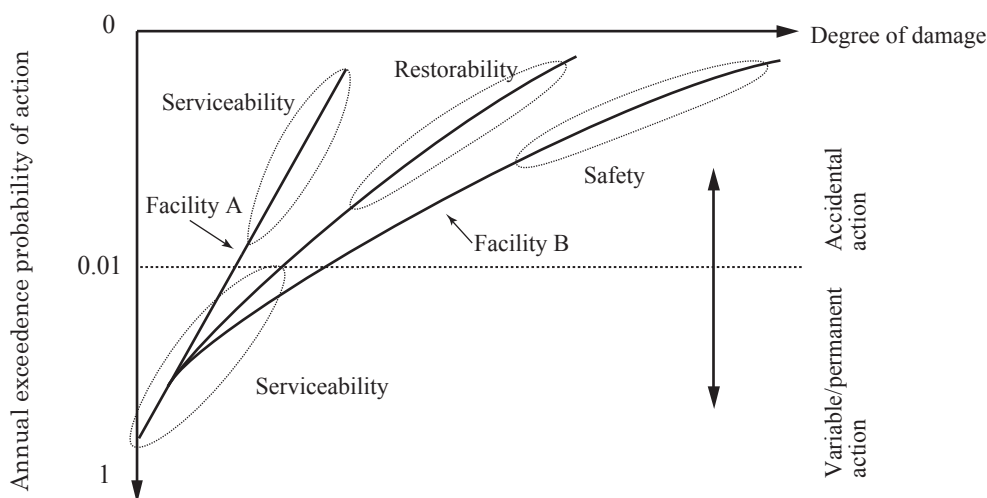 0
Degree of damage
Restorability
Serviceability
Safety
Facility A
Facility B
0.01
Serviceability
1
Annual exceedence probability of action
Accidental
action
Variable/permanant
action